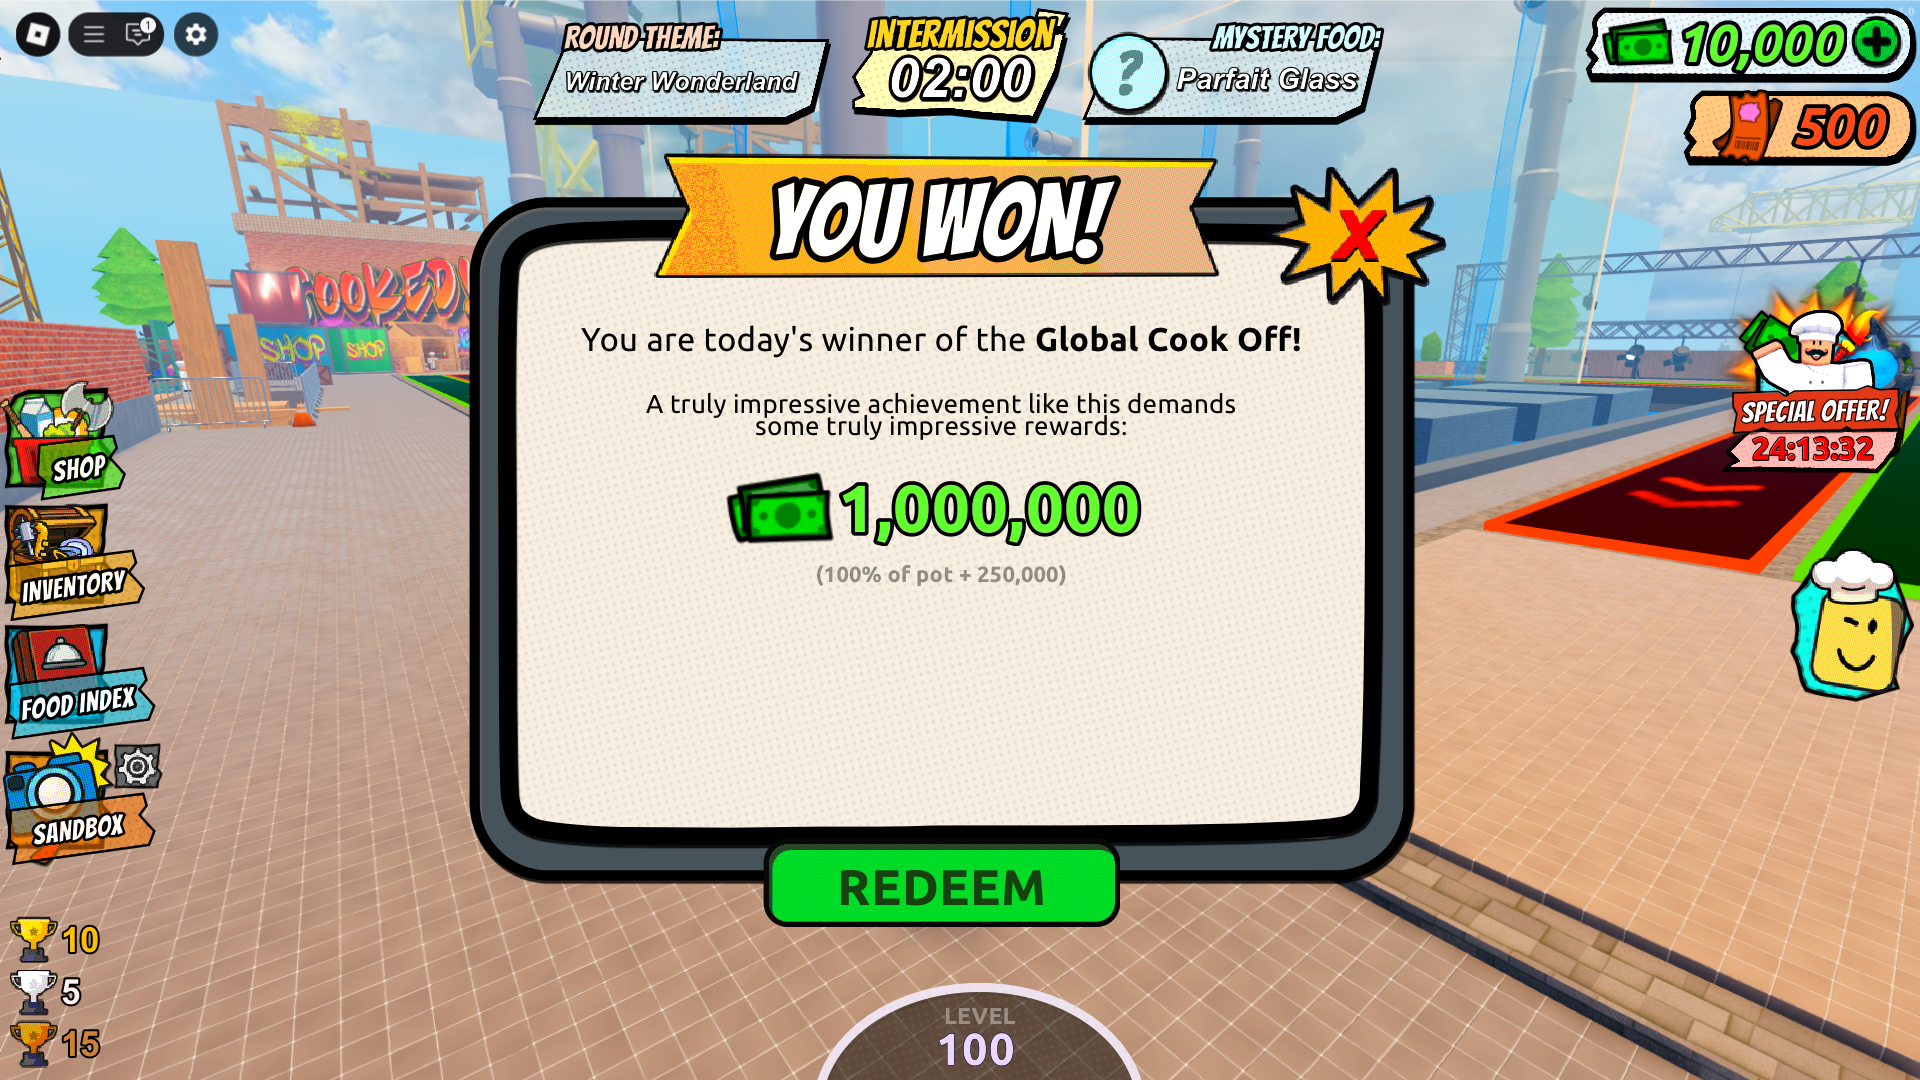 1
ROUND THEME:
Winter Wonderland
INTERMISSION
02:00
MYSTERY FOOD:
?
Parfait Glass
10,000
500
YOU WON!
X
You are today's winner of the Global Cook Off!
A truly impressive achievement like this demands
some truly impressive rewards:
1,000,000
(100% of pot + 250,000)
REDEEM
COOKED!
SHOP
SHOP
SHOP
INVENTORY
FOOD INDEX
SANDBOX
SPECIAL OFFER!
24:13:32
10
5
15
LEVEL
100